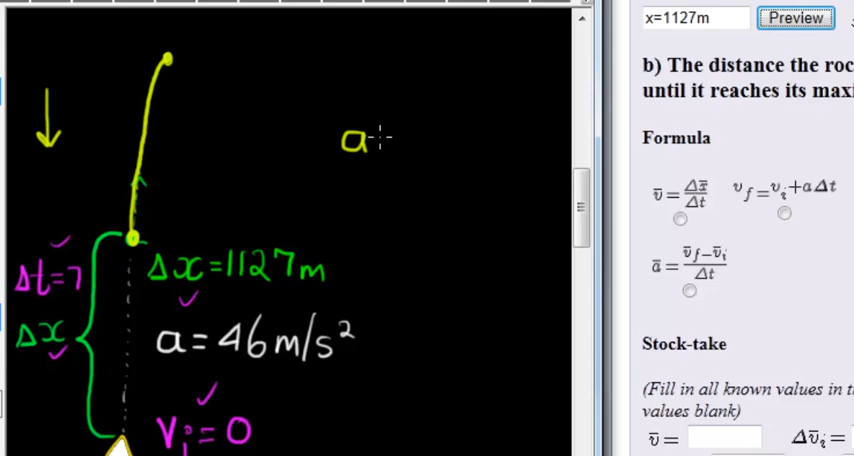 x=1127m Preview
b) The distance the roc
until it reaches its maxi
a
Formula
v̄=Δx̄/Δt v_f=v_i+aΔt
Δt=7
Δx=1127m
ā=v̄_f−v̄_i/Δt
Δx
a=46m/s²
Stock-take
(Fill in all known values in t
values blank)
v_i=0
v̄= Δv̄_i=